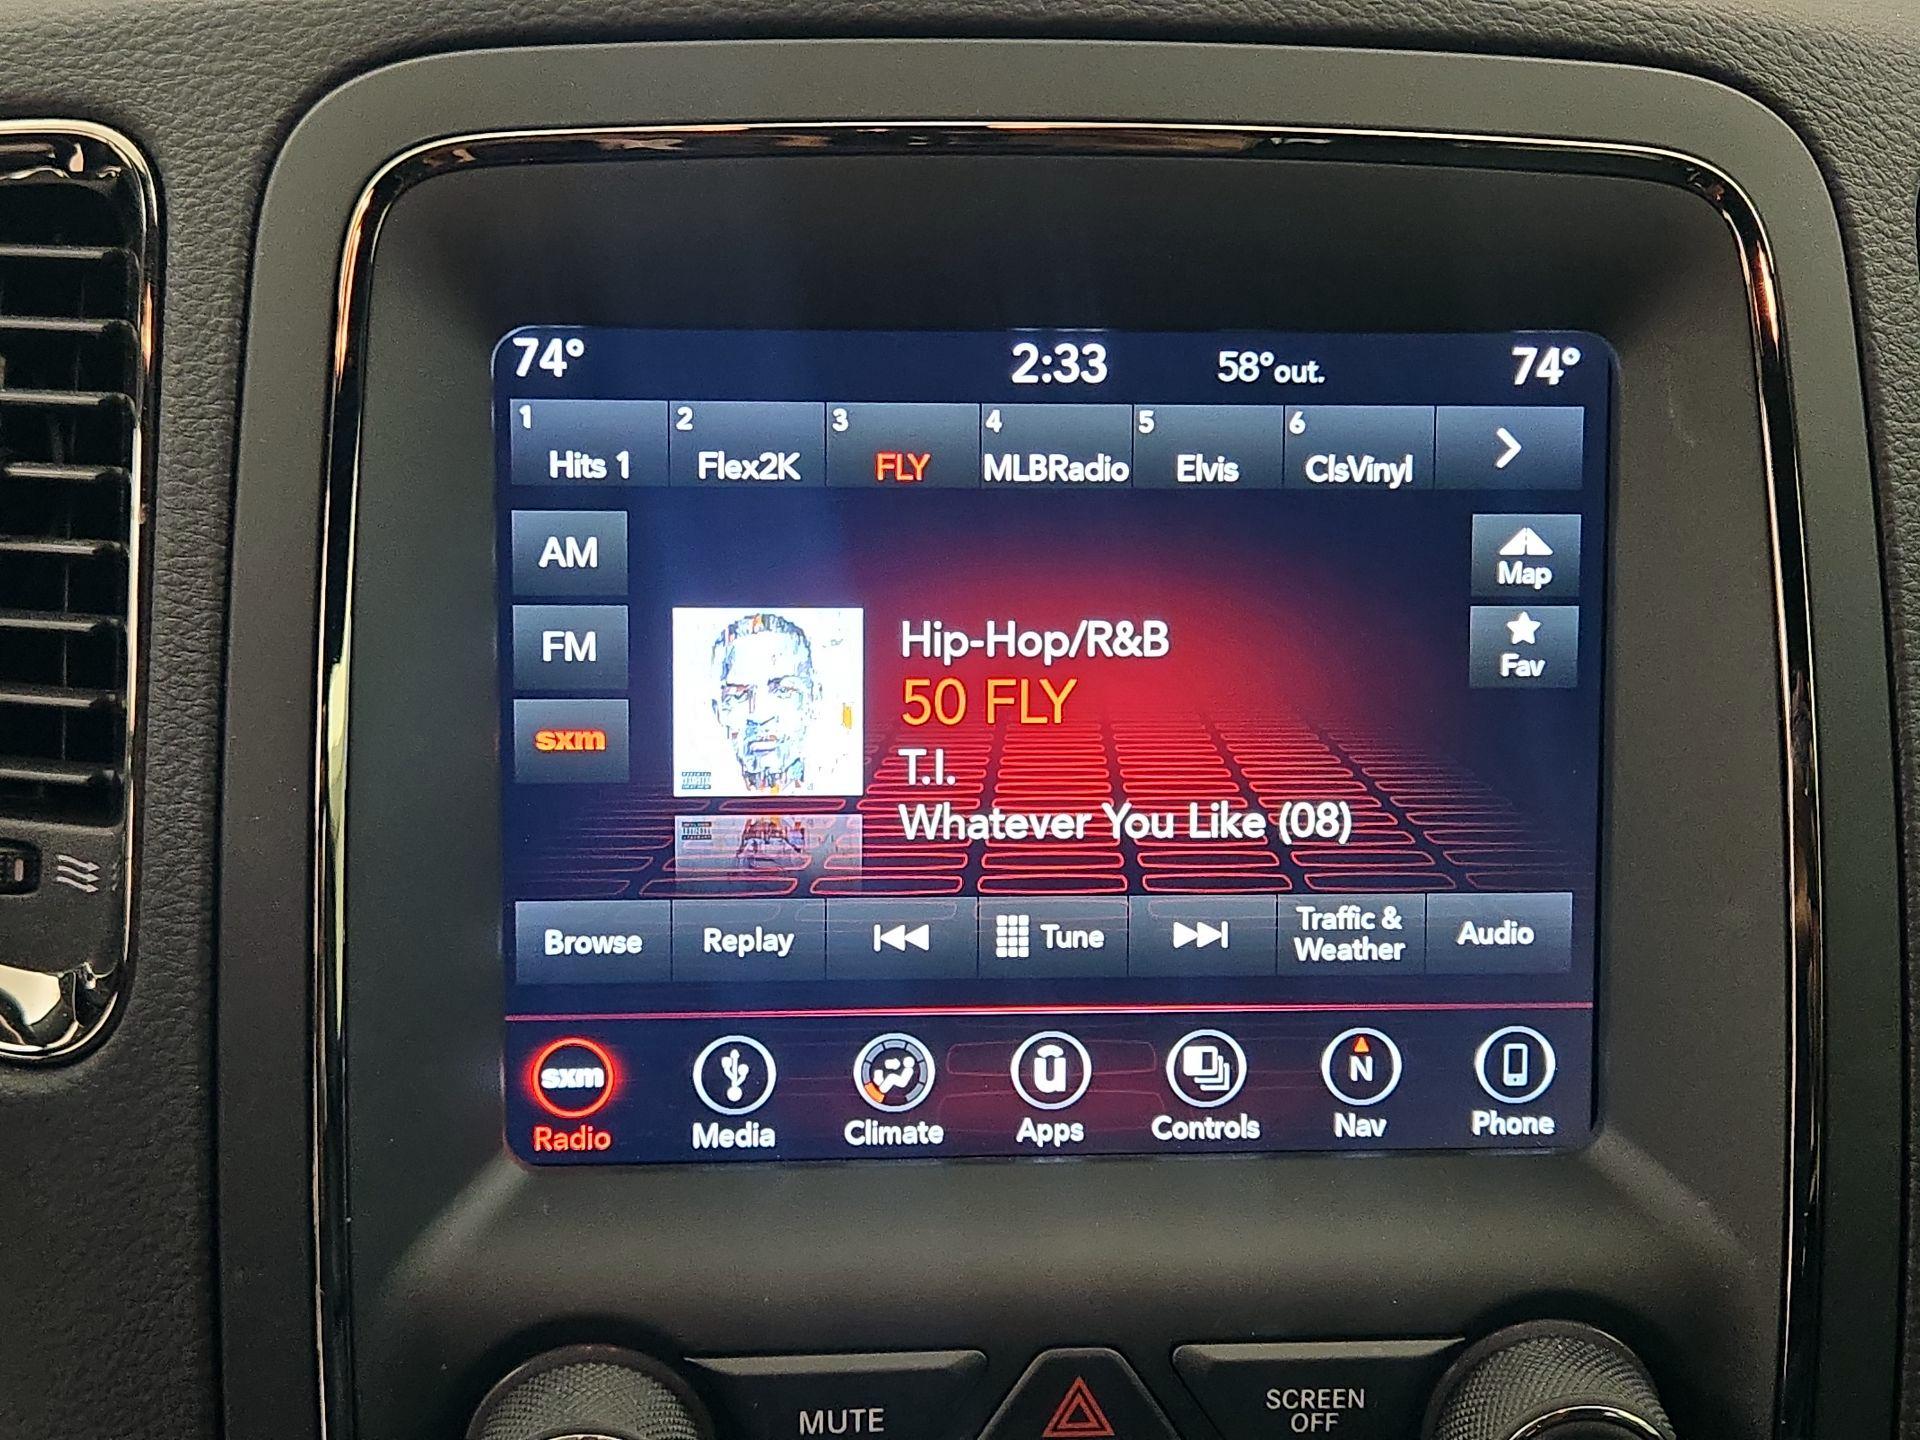 74° 2:33 58°out. 74°
1 2 3 4 5 6
Hits 1 Flex2K FLY MLBRadio Elvis ClsVinyl
AM
Map
FM
Fav
sxm
Hip-Hop/R&B
50 FLY
T.I.
Whatever You Like (08)
Browse Replay Tune Traffic & Weather Audio
sxm ū N
Radio Media Climate Apps Controls Nav Phone
MUTE
SCREEN
OFF